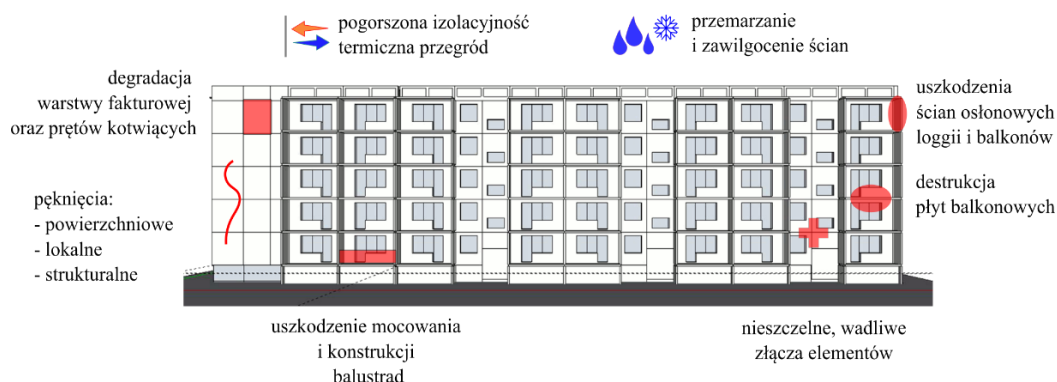 pogorszona izolacyjność
termiczna przegród
przemarzanie
i zawilgocenie ścian
degradacja
warstwy fakturowej
oraz prętów kotwiących
uszkodzenia
ścian osłonowych
loggii i balkonów
pęknięcia:
- powierzchniowe
- lokalne
- strukturalne
destrukcja
płyt balkonowych
uszkodzenie mocowania
i konstrukcji
balustrad
nieszczelne, wadliwe
złącza elementów